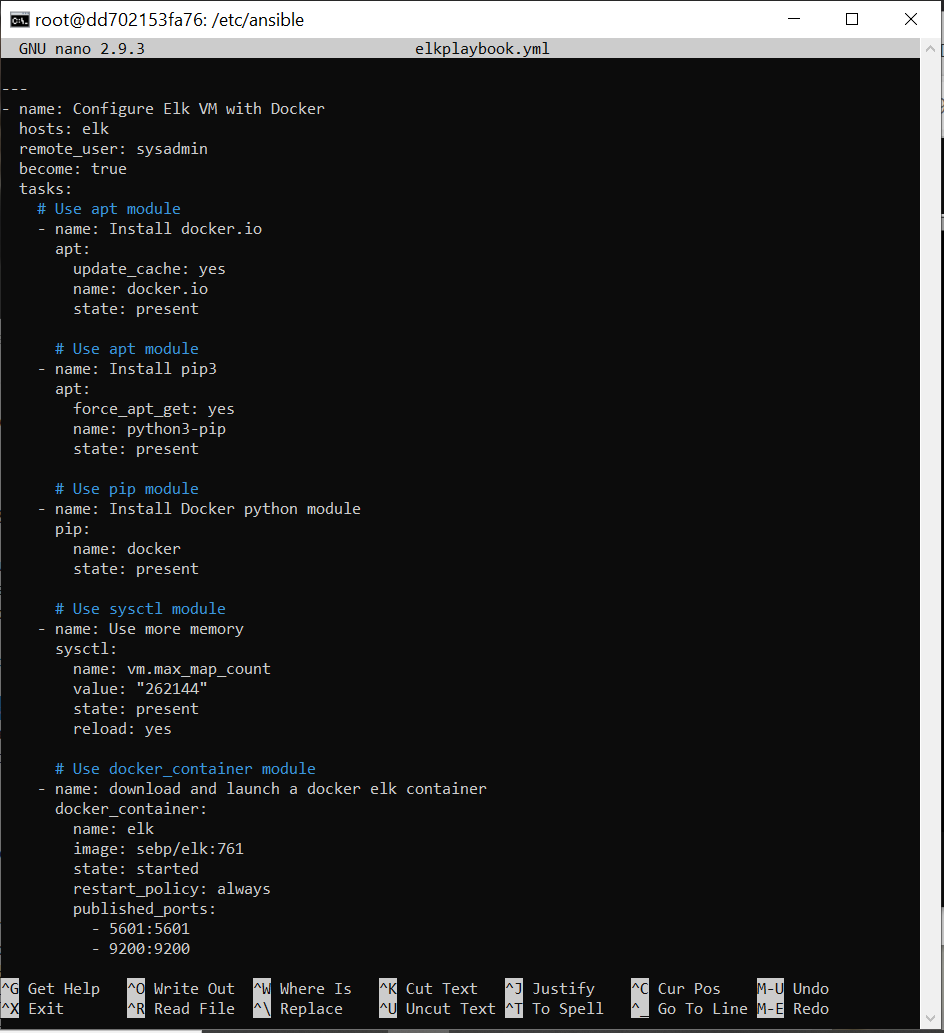 root@dd702153fa76: /etc/ansible
GNU nano 2.9.3 elkplaybook.yml
---
- name: Configure Elk VM with Docker
  hosts: elk
  remote_user: sysadmin
  become: true
  tasks:
    # Use apt module
    - name: Install docker.io
      apt:
        update_cache: yes
        name: docker.io
        state: present
      # Use apt module
    - name: Install pip3
      apt:
        force_apt_get: yes
        name: python3-pip
        state: present
      # Use pip module
    - name: Install Docker python module
      pip:
        name: docker
        state: present
      # Use sysctl module
    - name: Use more memory
      sysctl:
        name: vm.max_map_count
        value: "262144"
        state: present
        reload: yes
      # Use docker_container module
    - name: download and launch a docker elk container
      docker_container:
        name: elk
        image: sebp/elk:761
        state: started
        restart_policy: always
        published_ports:
          - 5601:5601
          - 9200:9200
^G Get Help ^O Write Out ^W Where Is ^K Cut Text ^J Justify ^C Cur Pos M-U Undo
^X Exit ^R Read File ^\ Replace ^U Uncut Text ^T To Spell ^_ Go To Line M-E Redo